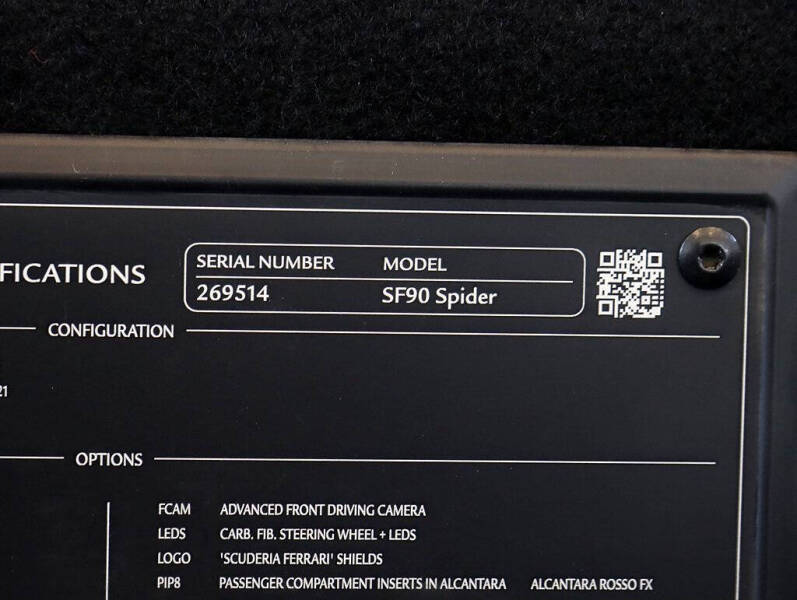 FICATIONS
SERIAL NUMBER MODEL
269514 SF90 Spider
CONFIGURATION
21
OPTIONS
FCAM ADVANCED FRONT DRIVING CAMERA
LEDS CARB. FIB. STEERING WHEEL + LEDS
LOGO 'SCUDERIA FERRARI' SHIELDS
PIP8 PASSENGER COMPARTMENT INSERTS IN ALCANTARA ALCANTARA ROSSO FX